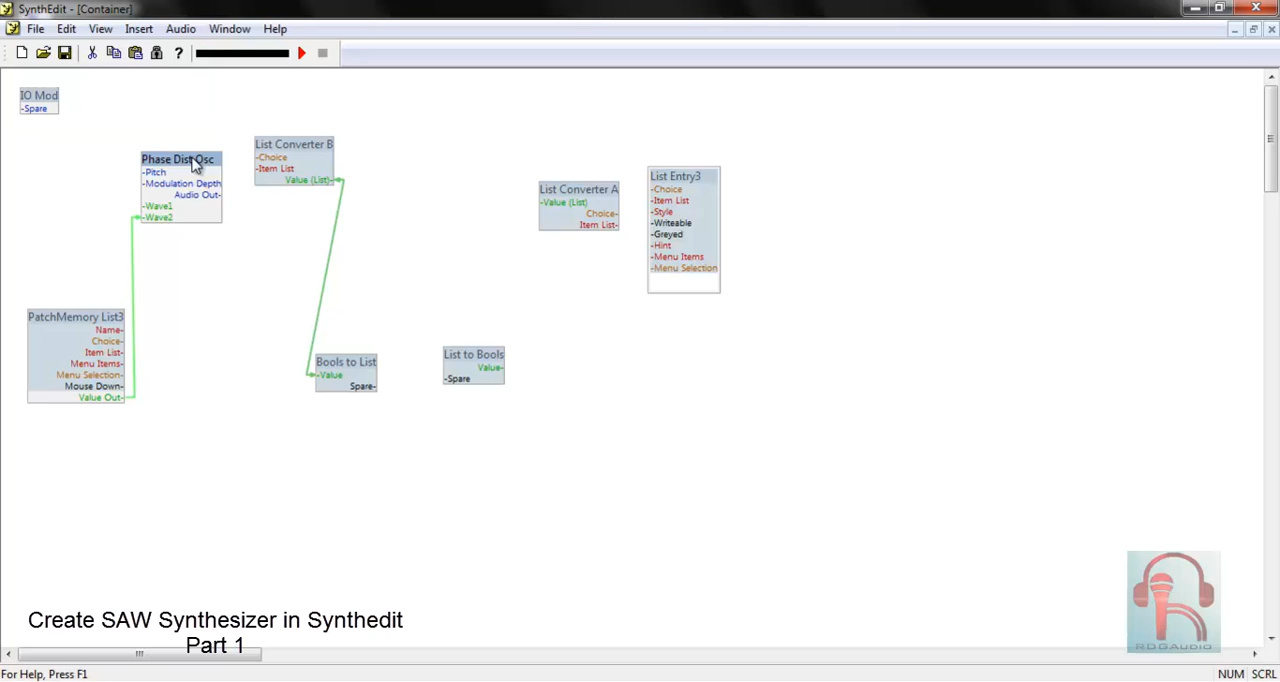 SynthEdit - [Container]
File Edit View Insert Audio Window Help
IO Mod
-Spare
Phase Dist Osc
-Pitch
-Modulation Depth
Audio Out-
-Wave1
-Wave2
List Converter B
-Choice
-Item List
Value (List)-
List Converter A
-Value (List)
Choice-
Item List-
List Entry3
-Choice
-Item List
-Style
-Writeable
-Greyed
-Hint
-Menu Items
-Menu Selection
PatchMemory List3
Name-
Choice-
Item List-
Menu Items-
Menu Selection-
Mouse Down-
Value Out-
Bools to List
-Value
Spare-
List to Bools
Value-
-Spare
Create SAW Synthesizer in Synthedit
Part 1
RDGAUDIO
For Help, Press F1
NUM SCRL